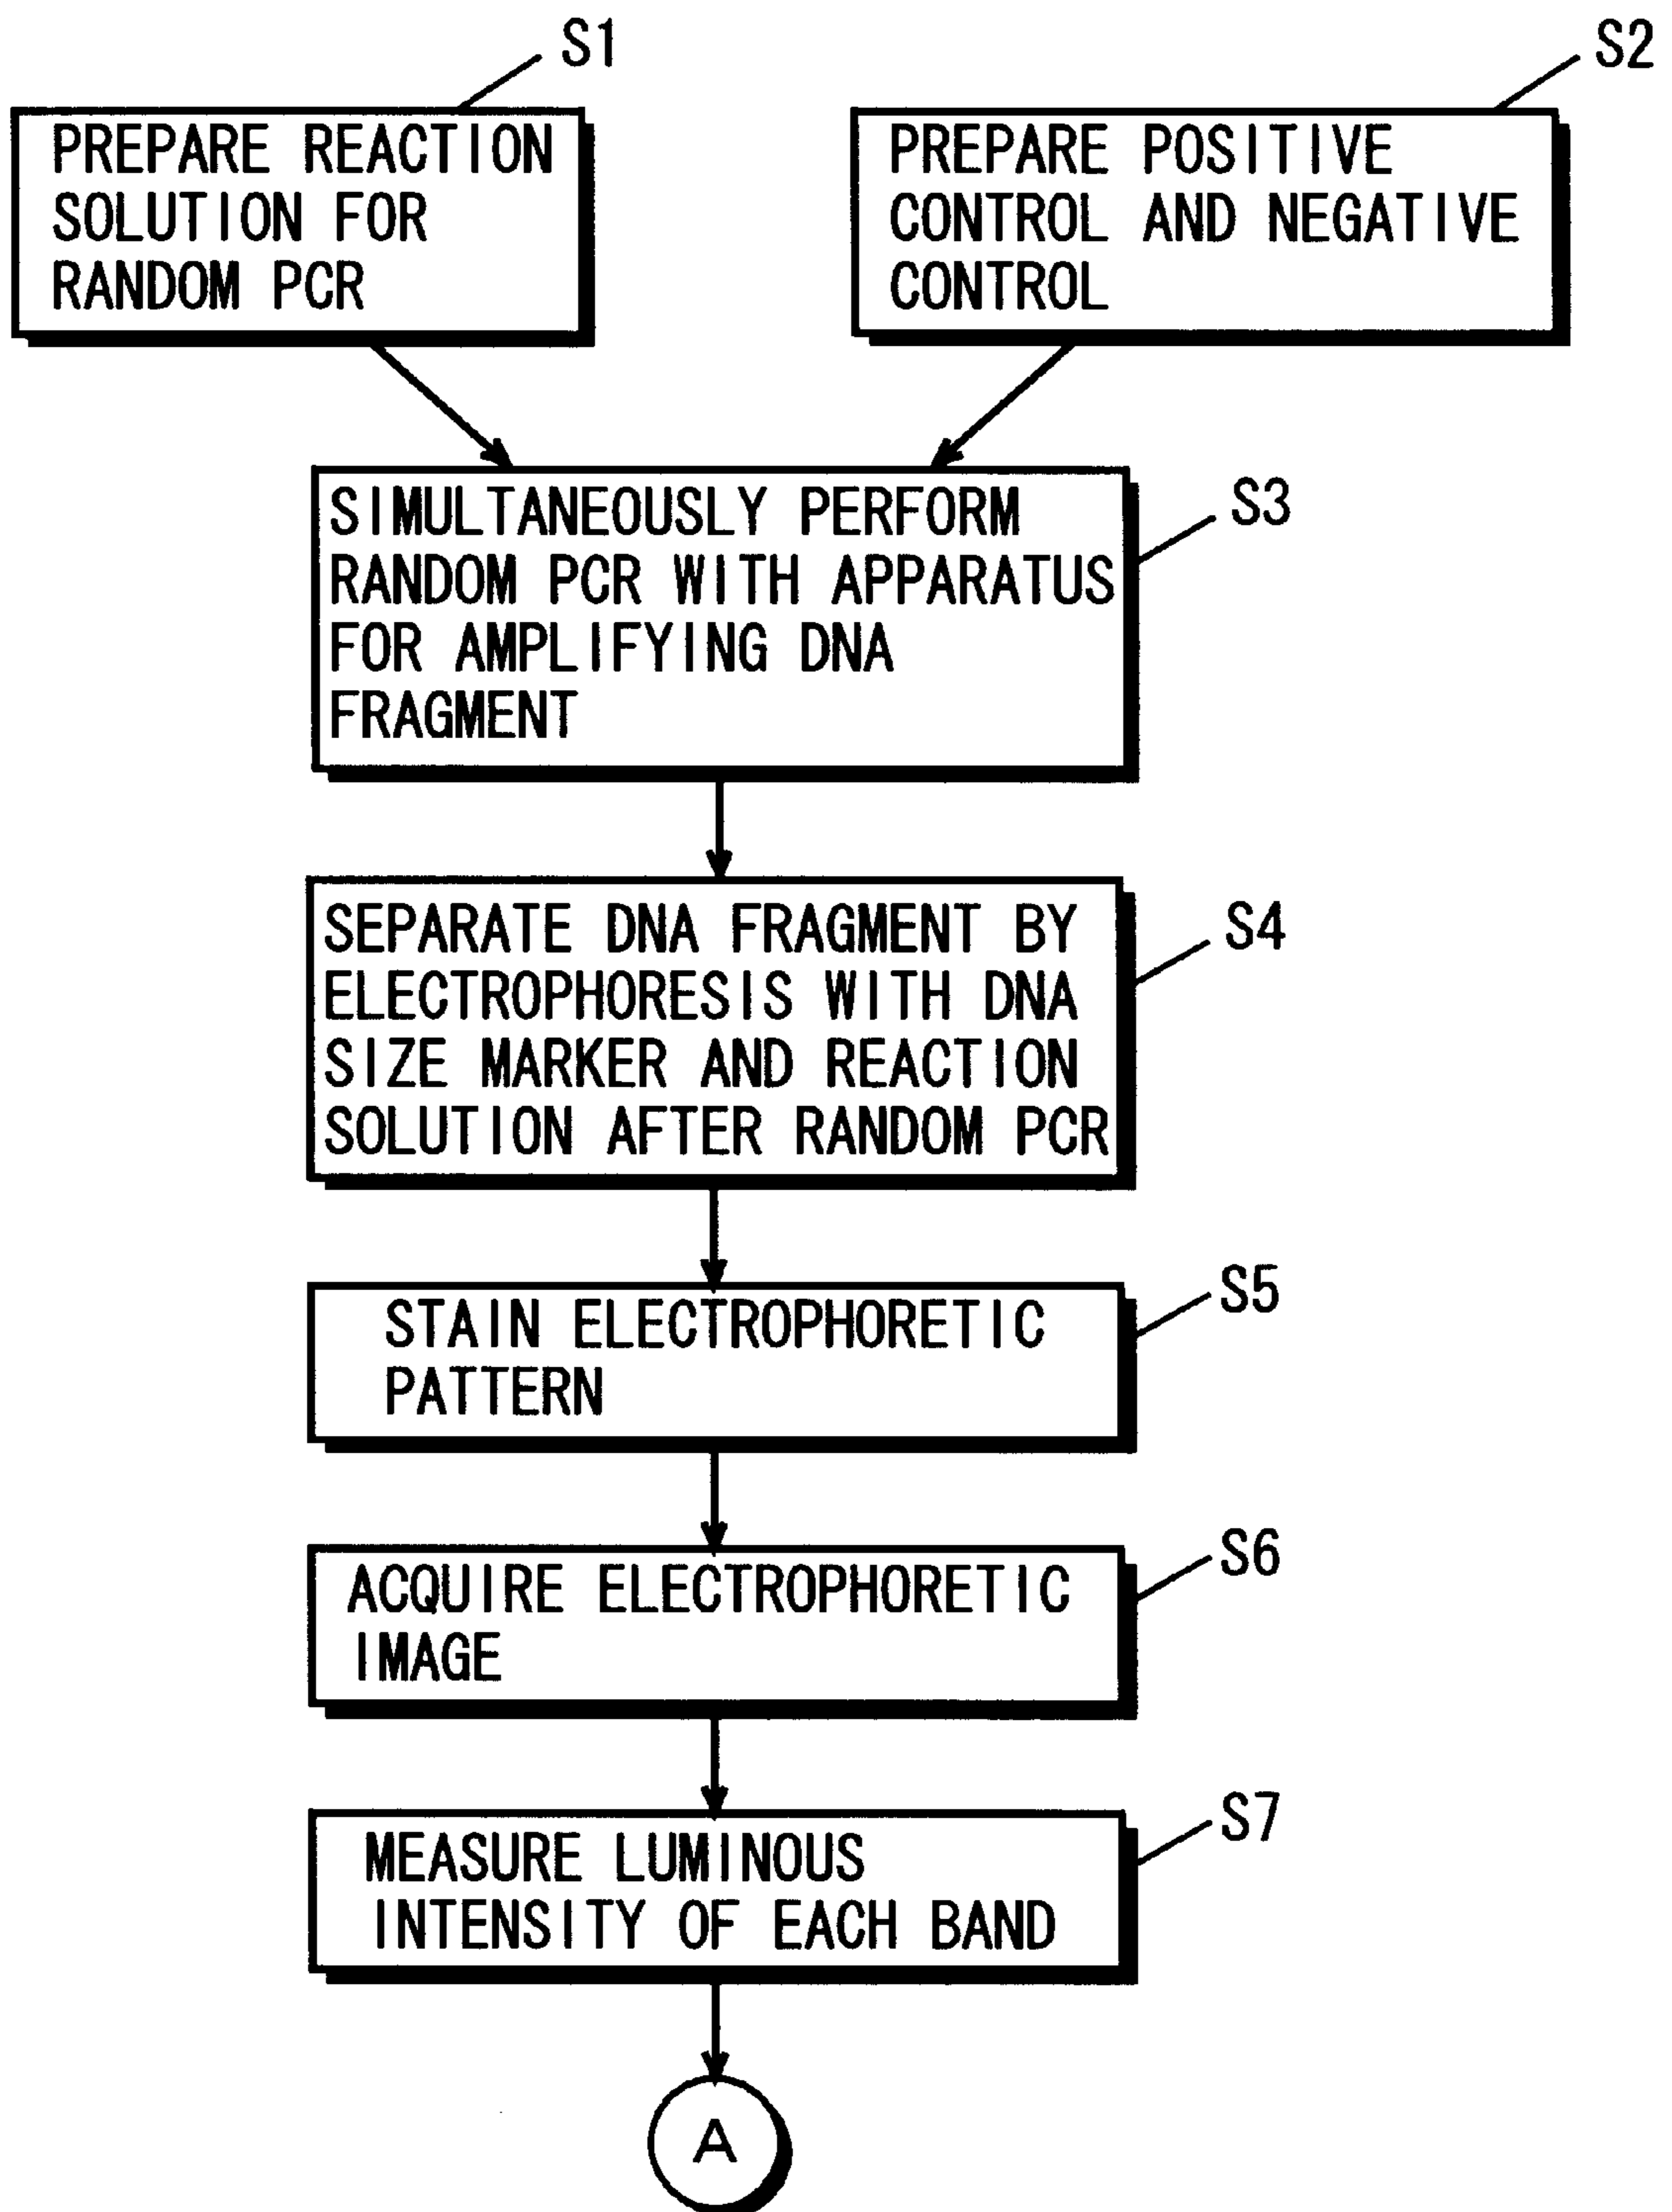 S1
PREPARE REACTION
SOLUTION FOR
RANDOM PCR
S2
PREPARE POSITIVE
CONTROL AND NEGATIVE
CONTROL
S3
SIMULTANEOUSLY PERFORM
RANDOM PCR WITH APPARATUS
FOR AMPLIFYING DNA
FRAGMENT
S4
SEPARATE DNA FRAGMENT BY
ELECTROPHORESIS WITH DNA
SIZE MARKER AND REACTION
SOLUTION AFTER RANDOM PCR
S5
STAIN ELECTROPHORETIC
PATTERN
S6
ACQUIRE ELECTROPHORETIC
IMAGE
S7
MEASURE LUMINOUS
INTENSITY OF EACH BAND
A